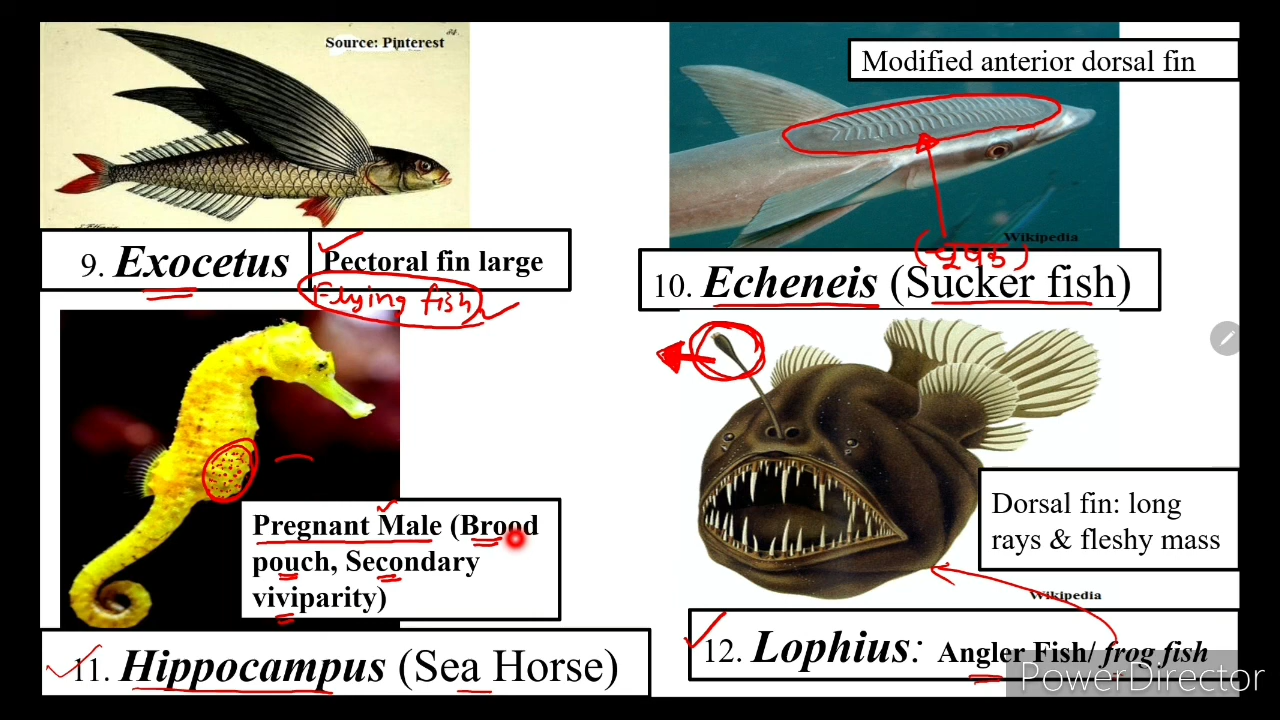 Source: Pinterest
Modified anterior dorsal fin
9. Exocetus
Pectoral fin large
Flying fish
Wikipedia
(चूषक)
10. Echeneis (Sucker fish)
Pregnant Male (Brood
pouch, Secondary
viviparity)
11. Hippocampus (Sea Horse)
Dorsal fin: long
rays & fleshy mass
Wikipedia
12. Lophius: Angler Fish/ frog fish
PowerDirector